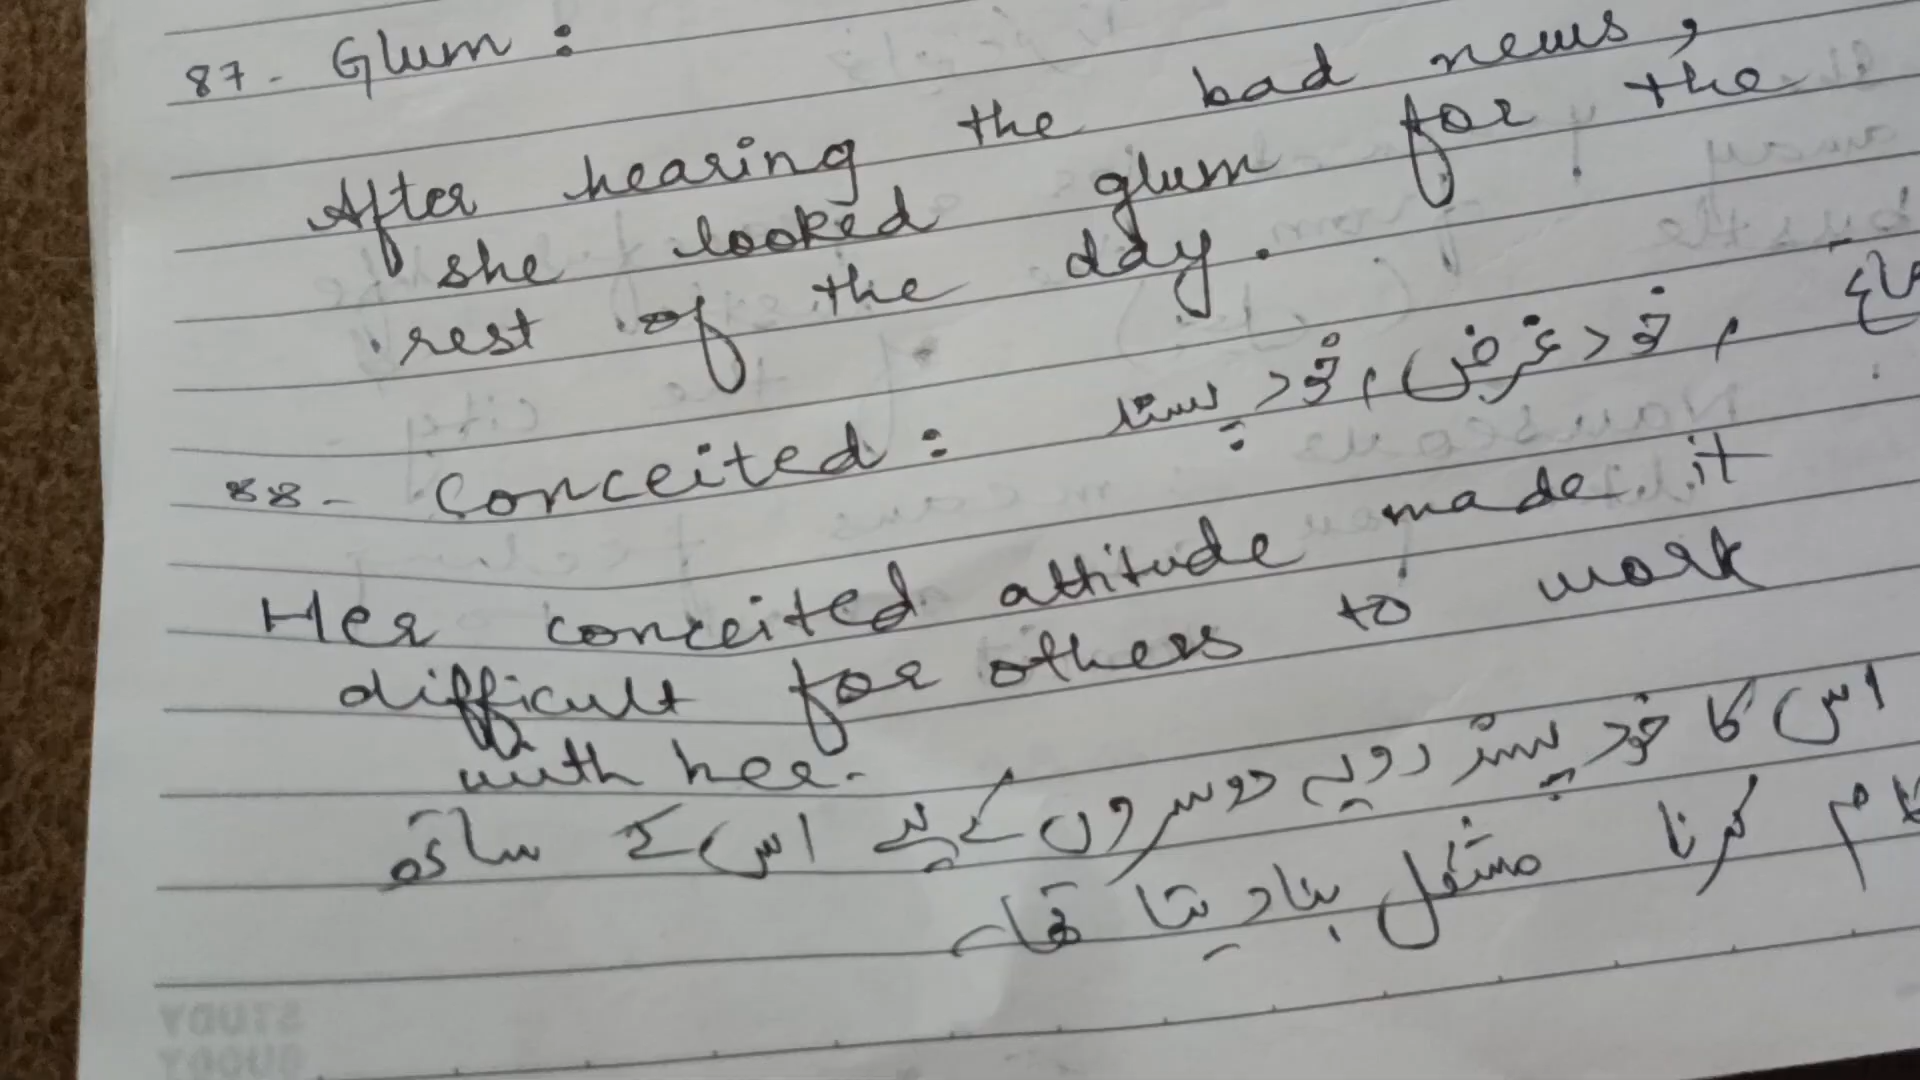 87 - Glum :
After hearing the bad news,
she looked glum for the
rest of the day.
88 - Conceited : خود پسند، خود غرض،
Her conceited attitude made it
difficult for others to work
with her.
اس کا خود پسند رویہ دوسروں کے لیے اس کے ساتھ
کام کرنا مشکل بنا دیتا تھا۔
STUDY
BUDDY